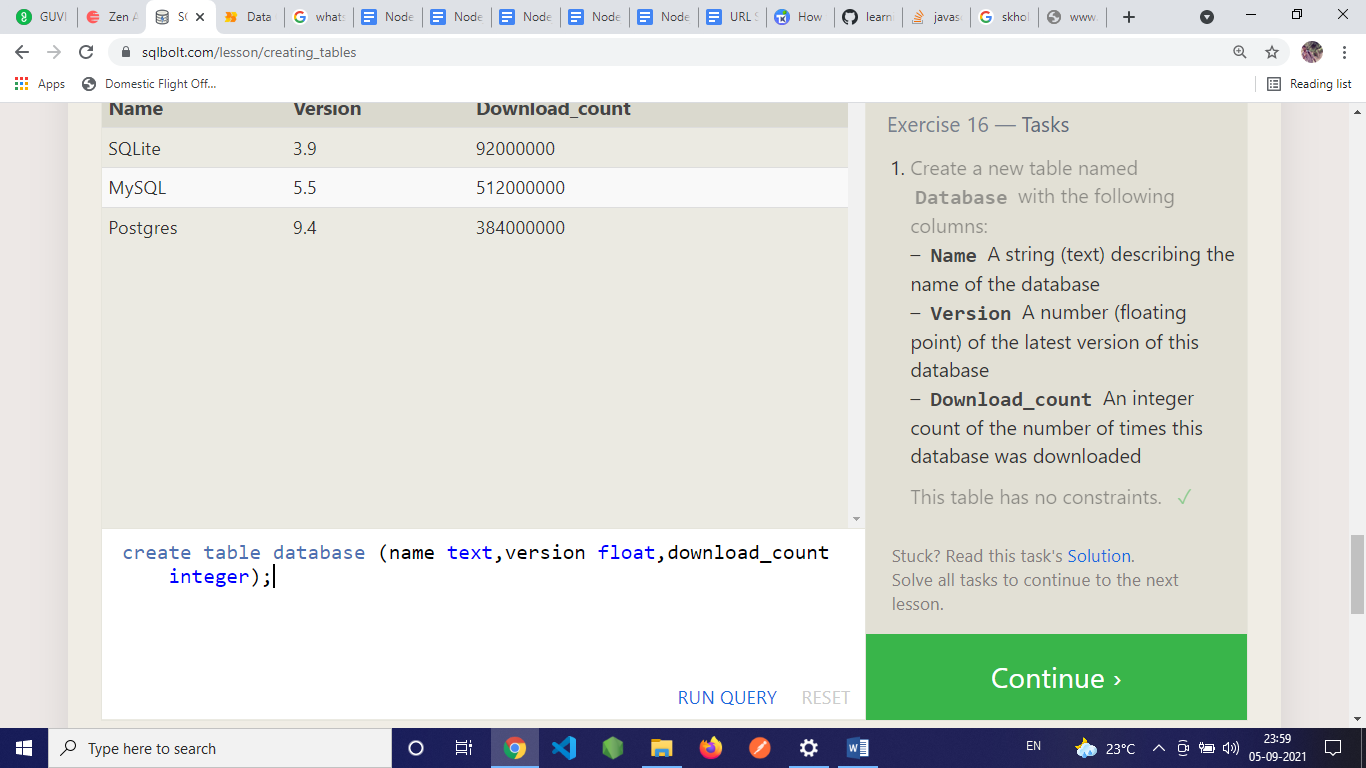 GUVI
Zen A
SQ
Data
whats
Node
Node
Node
Node
Node
URL S
How
learn
javas
skhol
www.
sqlbolt.com/lesson/creating_tables
Apps
Domestic Flight Off...
Reading list
Name Version Download_count
SQLite 3.9 92000000
MySQL 5.5 512000000
Postgres 9.4 384000000
create table database (name text,version float,download_count
integer);
RUN QUERY RESET
Exercise 16 — Tasks
1. Create a new table named
Database with the following
columns:
– Name A string (text) describing the
name of the database
– Version A number (floating
point) of the latest version of this
database
– Download_count An integer
count of the number of times this
database was downloaded
This table has no constraints. ✓
Stuck? Read this task's Solution.
Solve all tasks to continue to the next
lesson.
Continue ›
Type here to search
EN
23°C
23:59
05-09-2021